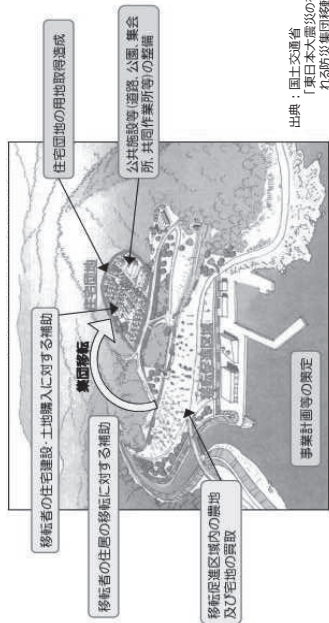 移転者の住宅建設・土地購入に対する補助
住宅団地の用地取得造成
公共施設等（道路、公園、集会
所、共同作業所等）の整備
移転者の住居の移転に対する補助
集団移転
住宅団地
移転促進区域
移転促進区域内の農地
及び宅地の買取
事業計画等の策定
出典：国土交通省
「東日本大震災の
れる防災集団移転